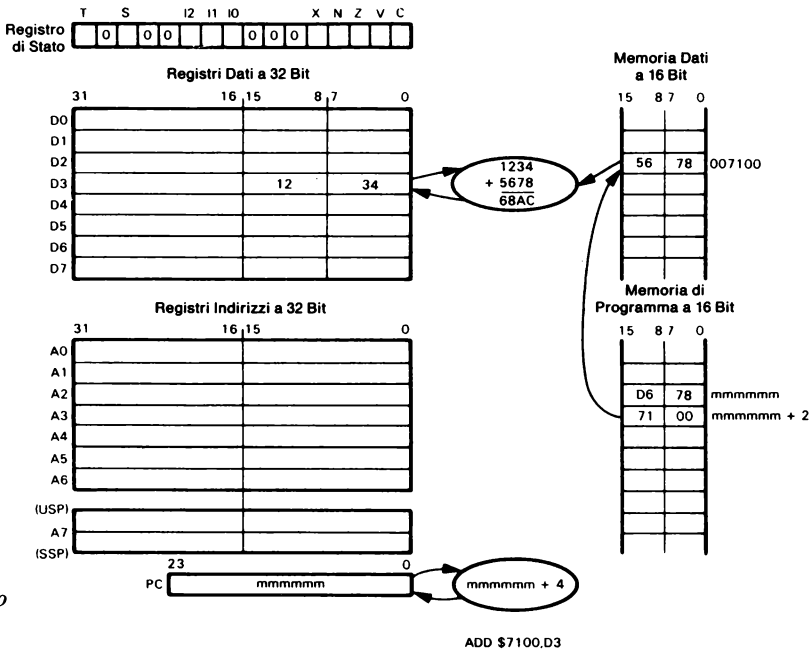 T S I2 I1 I0 X N Z V C
Registro di Stato
0 0 0 0 0 0
Registri Dati a 32 Bit
31 16 15 8 7 0
D0
D1
D2
D3 12 34
D4
D5
D6
D7
1234
+ 5678
68AC
Memoria Dati
a 16 Bit
15 8 7 0
56 78 007100
Registri Indirizzi a 32 Bit
31 16 15 0
A0
A1
A2
A3
A4
A5
A6
(USP)
A7
(SSP)
Memoria di
Programma a 16 Bit
15 8 7 0
D6 78 mmmmmm
71 00 mmmmmm + 2
23 0
PC mmmmmm
mmmmmm + 4
o
ADD $7100,D3